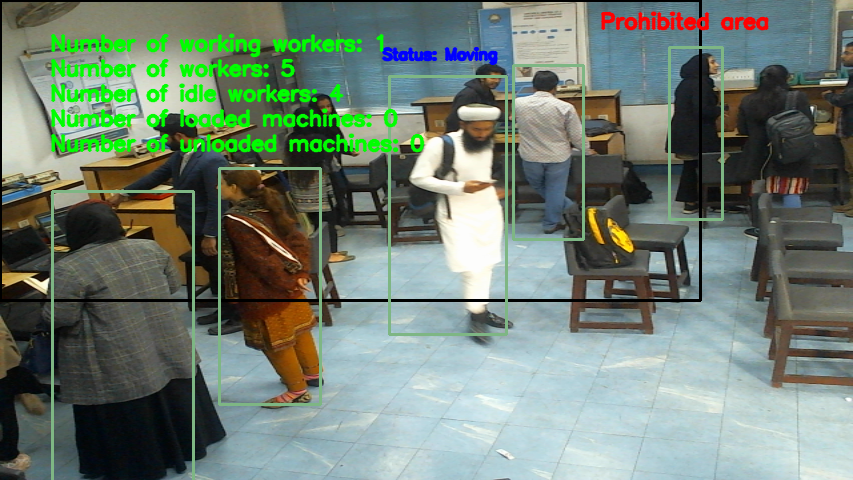 Prohibited area
Number of working workers: 1
Status: Moving
Number of workers: 5
Number of idle workers: 4
Number of loaded machines: 0
Number of unloaded machines: 0